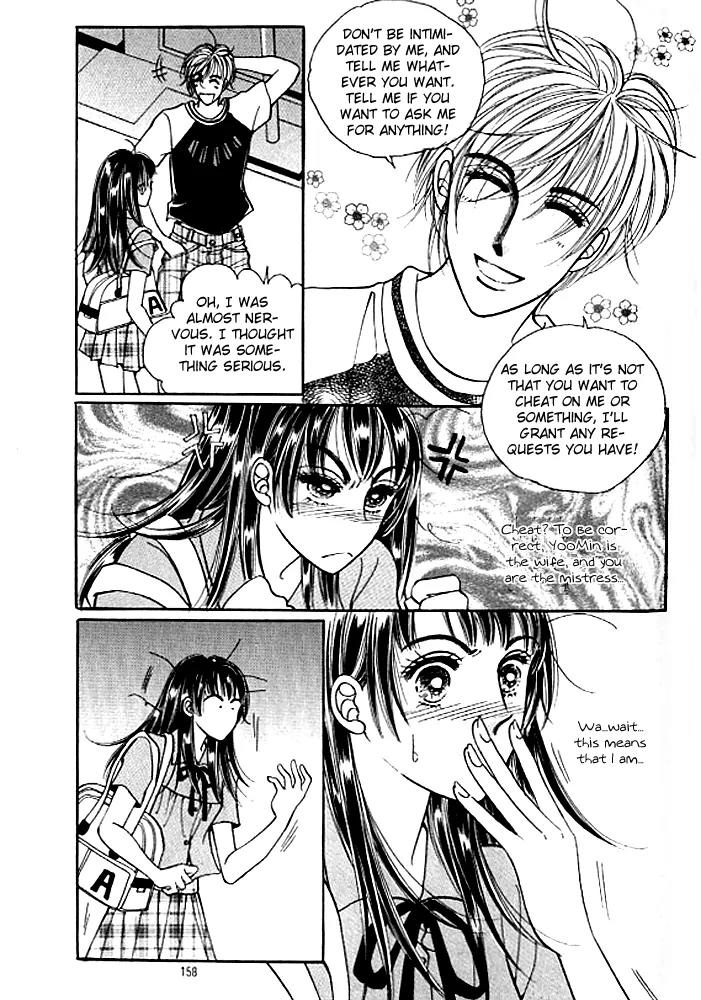 DON'T BE INTIMI-
DATED BY ME, AND
TELL ME WHAT-
EVER YOU WANT.
TELL ME IF YOU
WANT TO ASK ME
FOR ANYTHING!
OH, I WAS
ALMOST NER-
VOUS. I THOUGHT
IT WAS SOME-
THING SERIOUS.
AS LONG AS IT'S NOT
THAT YOU WANT TO
CHEAT ON ME OR
SOMETHING, I'LL
GRANT ANY RE-
QUESTS YOU HAVE!
A
Cheat? To be cor-
rect, YooMin is
the wife, and you
are the mistress...
Wa...wait...
this means
that I am...
A
158